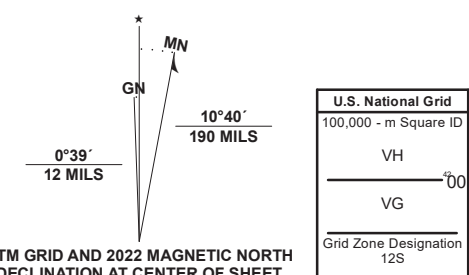 ★
MN
GN
10°40´
190 MILS
0°39´
12 MILS
TM GRID AND 2022 MAGNETIC NORTH
DECLINATION AT CENTER OF SHEET
U.S. National Grid
100,000 - m Square ID
VH
⁴²00
VG
Grid Zone Designation
12S